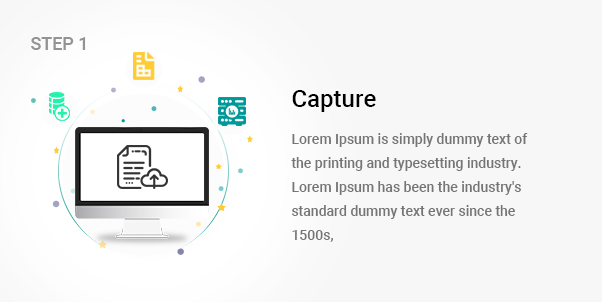 STEP 1
Capture
Lorem Ipsum is simply dummy text of
the printing and typesetting industry.
Lorem Ipsum has been the industry's
standard dummy text ever since the
1500s,